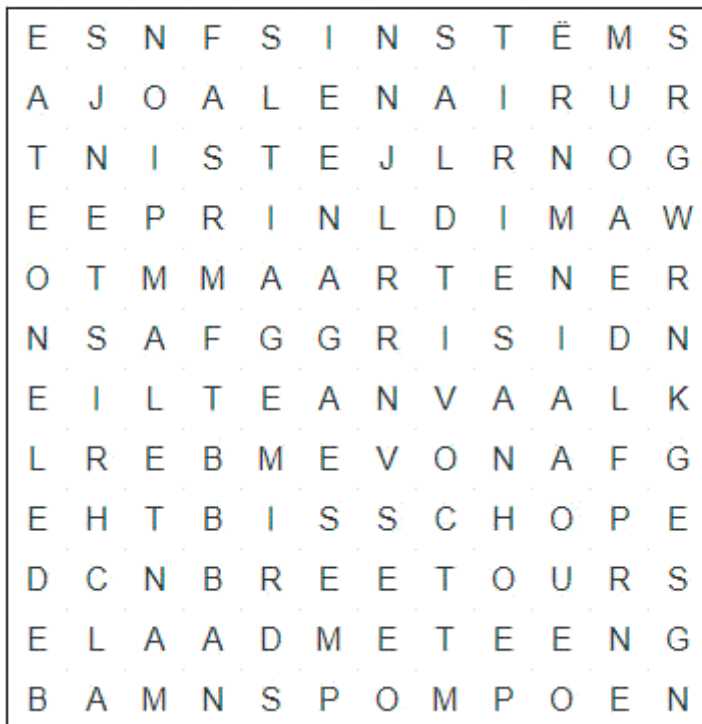 E S N F S I N S T Ë M S
A J O A L E N A I R U R
T N I S T E J L R N O G
E E P R I N L D I M A W
O T M M A A R T E N E R
N S A F G G R I S I D N
E I L T E A N V A A L K
L R E B M E V O N A F G
E H T B I S S C H O P E
D C N B R E E T O U R S
E L A A D M E T E E N G
B A M N S P O M P O E N